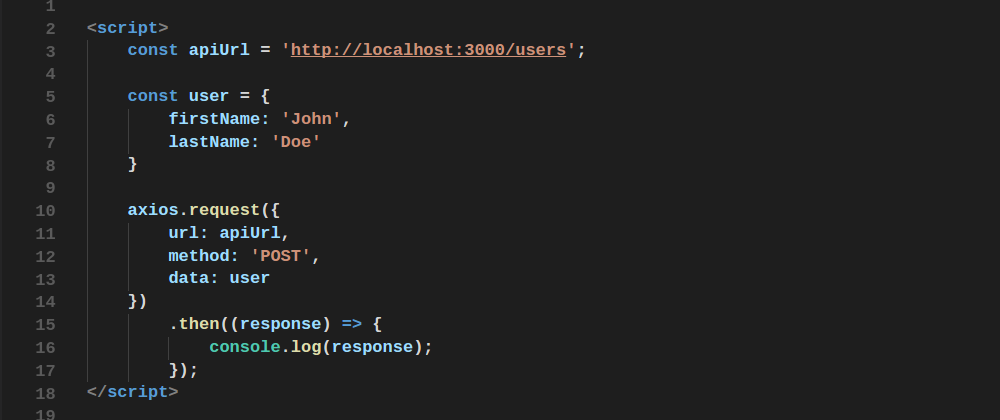 1
2 <script>
3 const apiUrl = 'http://localhost:3000/users';
4
5 const user = {
6 firstName: 'John',
7 lastName: 'Doe'
8 }
9
10 axios.request({
11 url: apiUrl,
12 method: 'POST',
13 data: user
14 })
15 .then((response) => {
16 console.log(response);
17 });
18 </script>
19